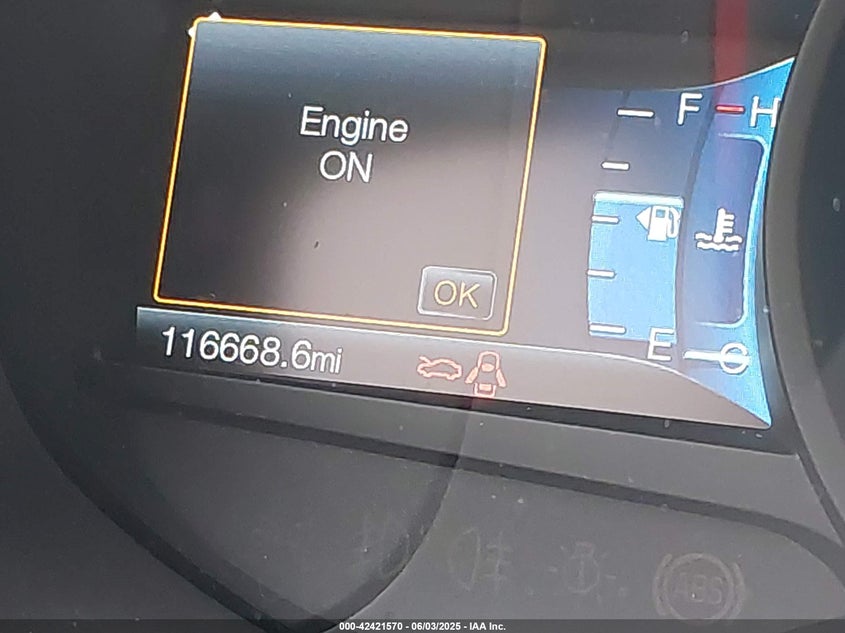 Engine
ON
OK
116668.6mi
F
H
E
C
ABS
000-42421570 - 06/03/2025 - IAA Inc.